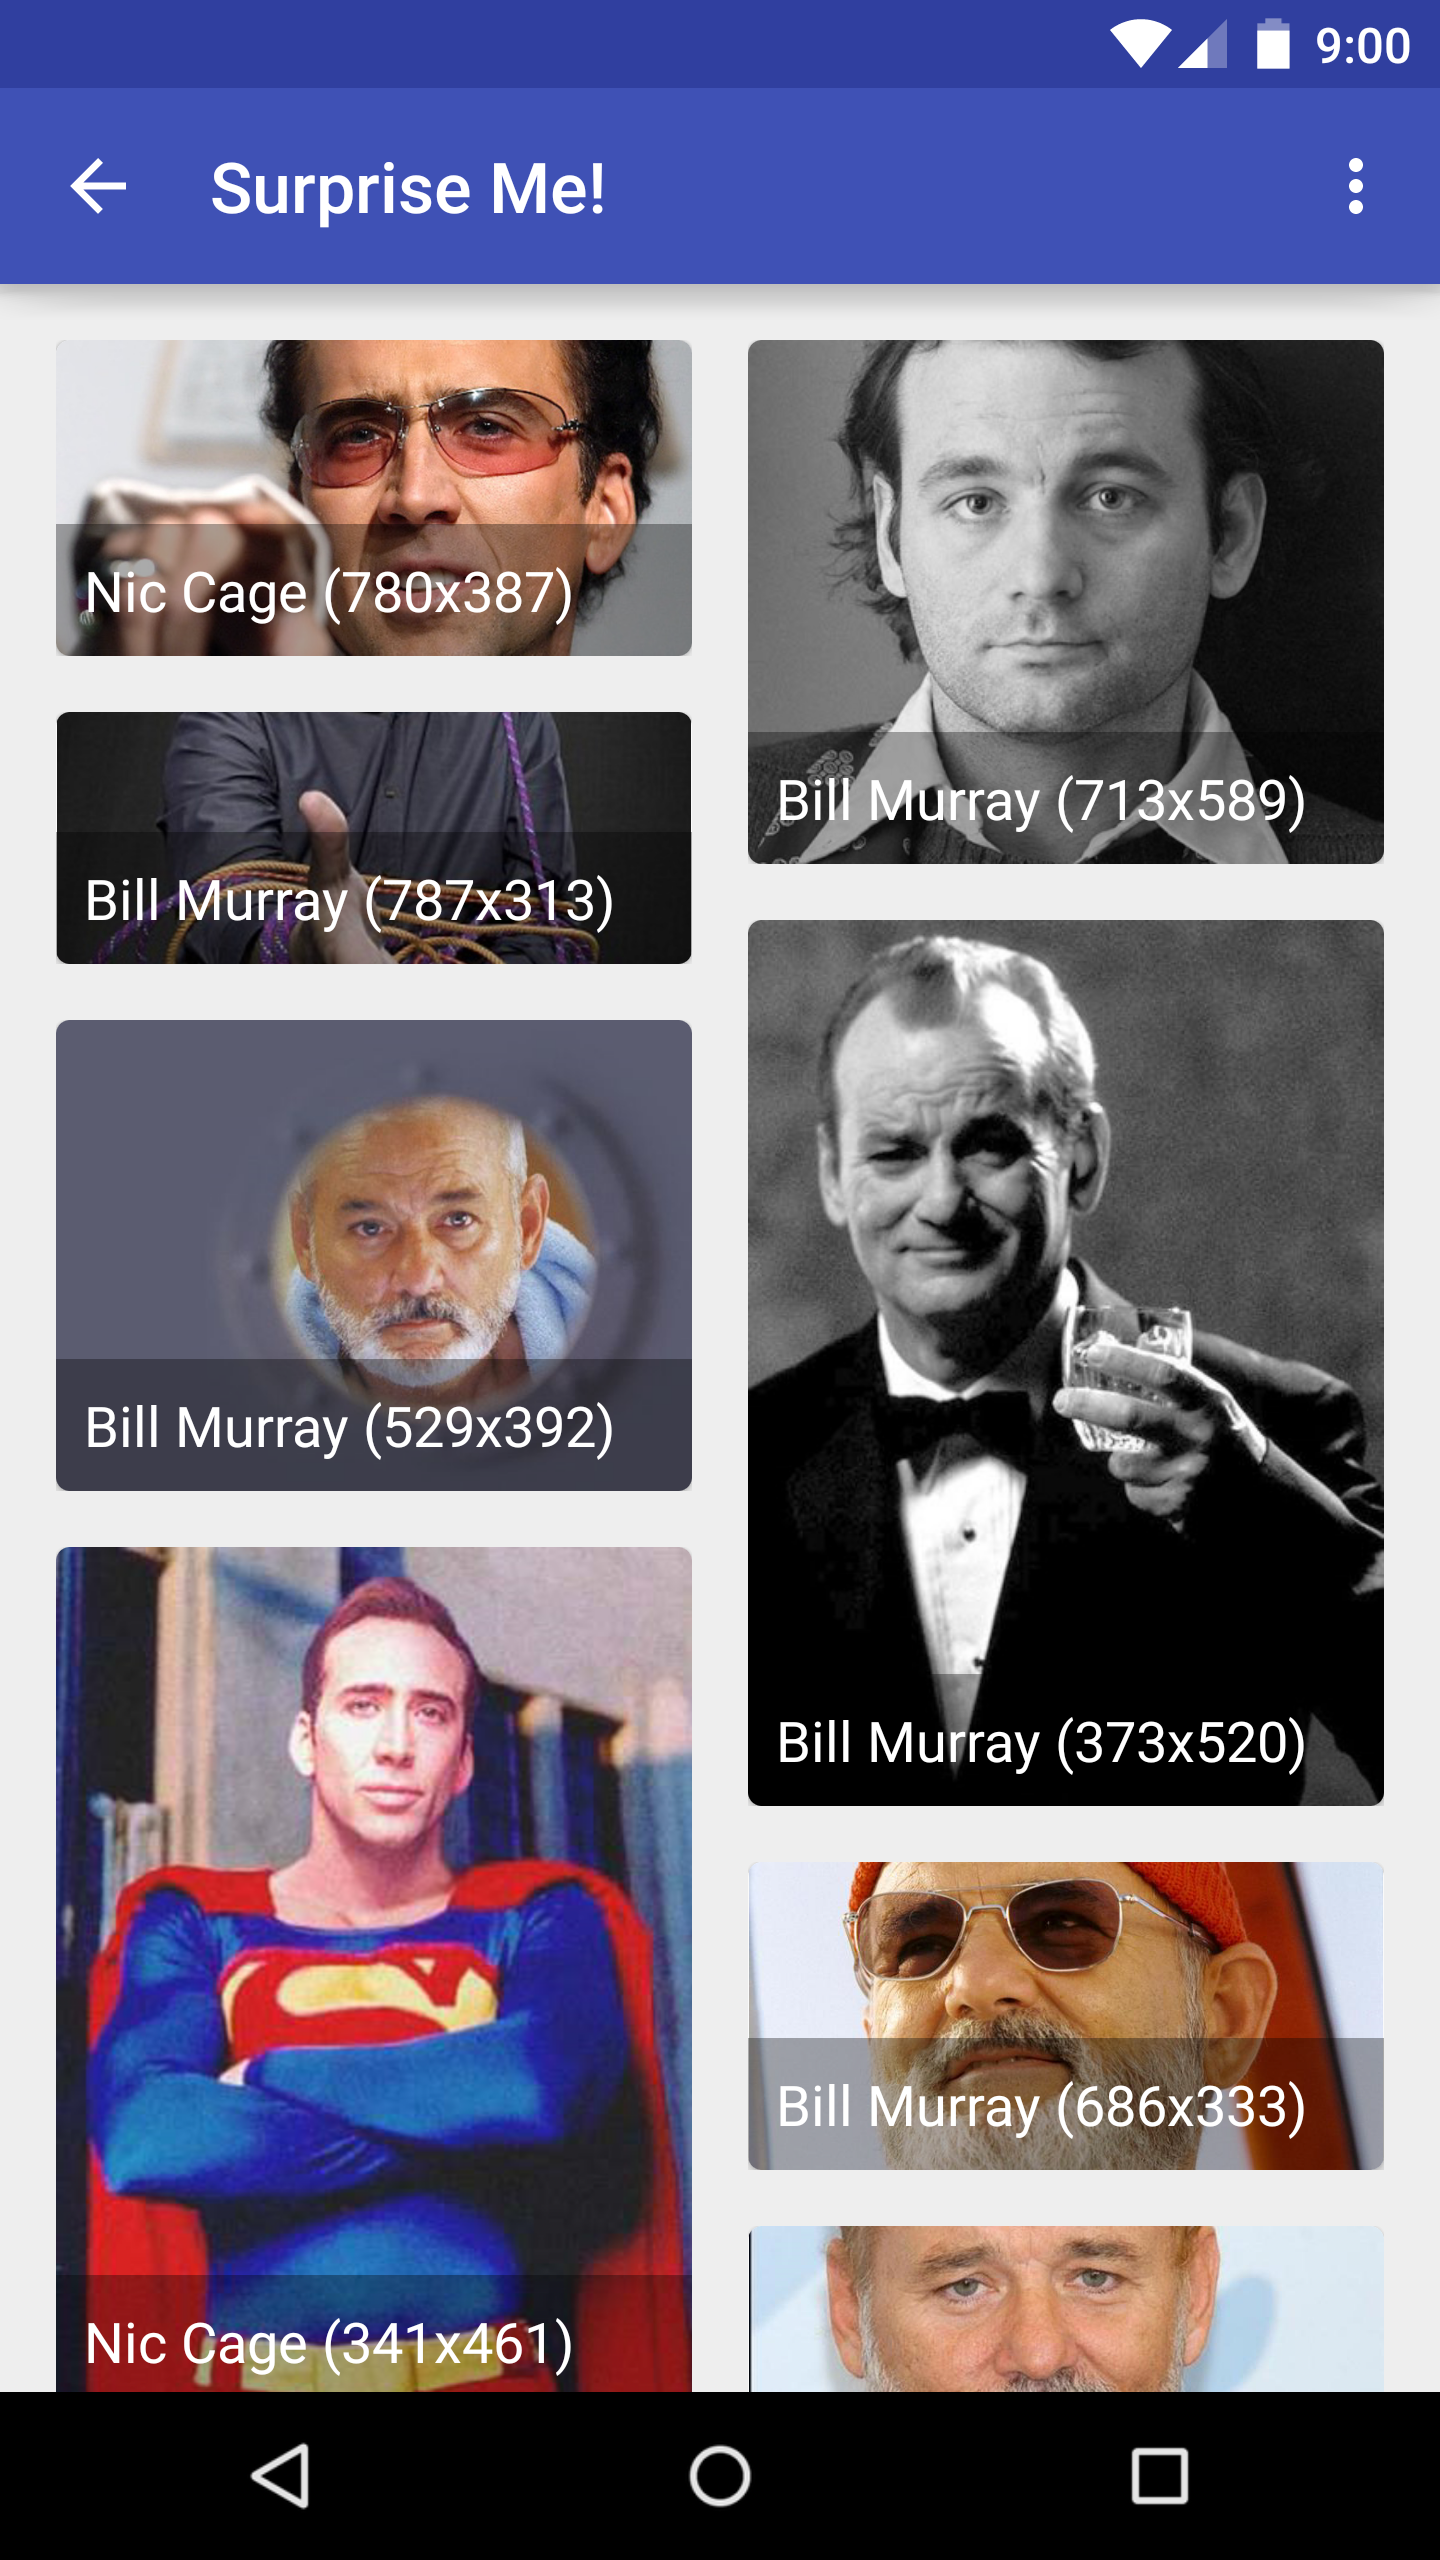 9:00
Surprise Me!
Nic Cage (780x387)
Bill Murray (713x589)
Bill Murray (787x313)
Bill Murray (529x392)
Bill Murray (373x520)
Bill Murray (686x333)
Nic Cage (341x461)